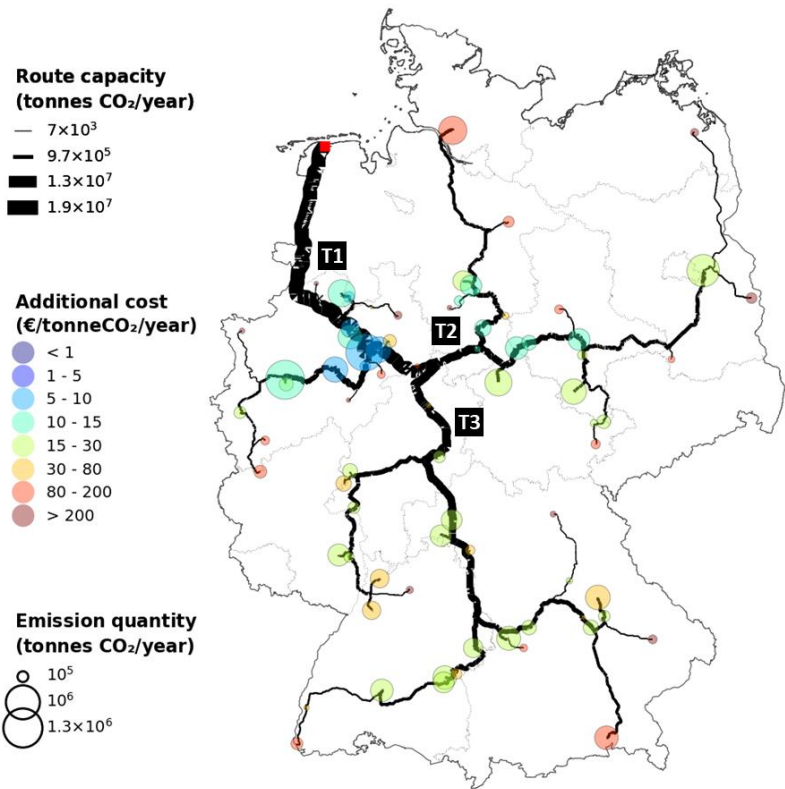 Route capacity
(tonnes CO₂/year)
7×10³
9.7×10⁵
1.3×10⁷
1.9×10⁷
T1
Additional cost
(€/tonneCO₂/year)
< 1
1 - 5
5 - 10
10 - 15
15 - 30
30 - 80
80 - 200
> 200
T2
T3
Emission quantity
(tonnes CO₂/year)
10⁵
10⁶
1.3×10⁶